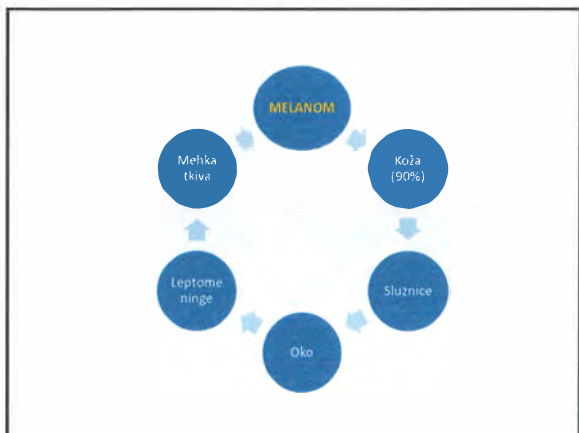 MELANOM
Koža
(90%)
Sluznice
Oko
Leptome
ninge
Mehka
tkiva